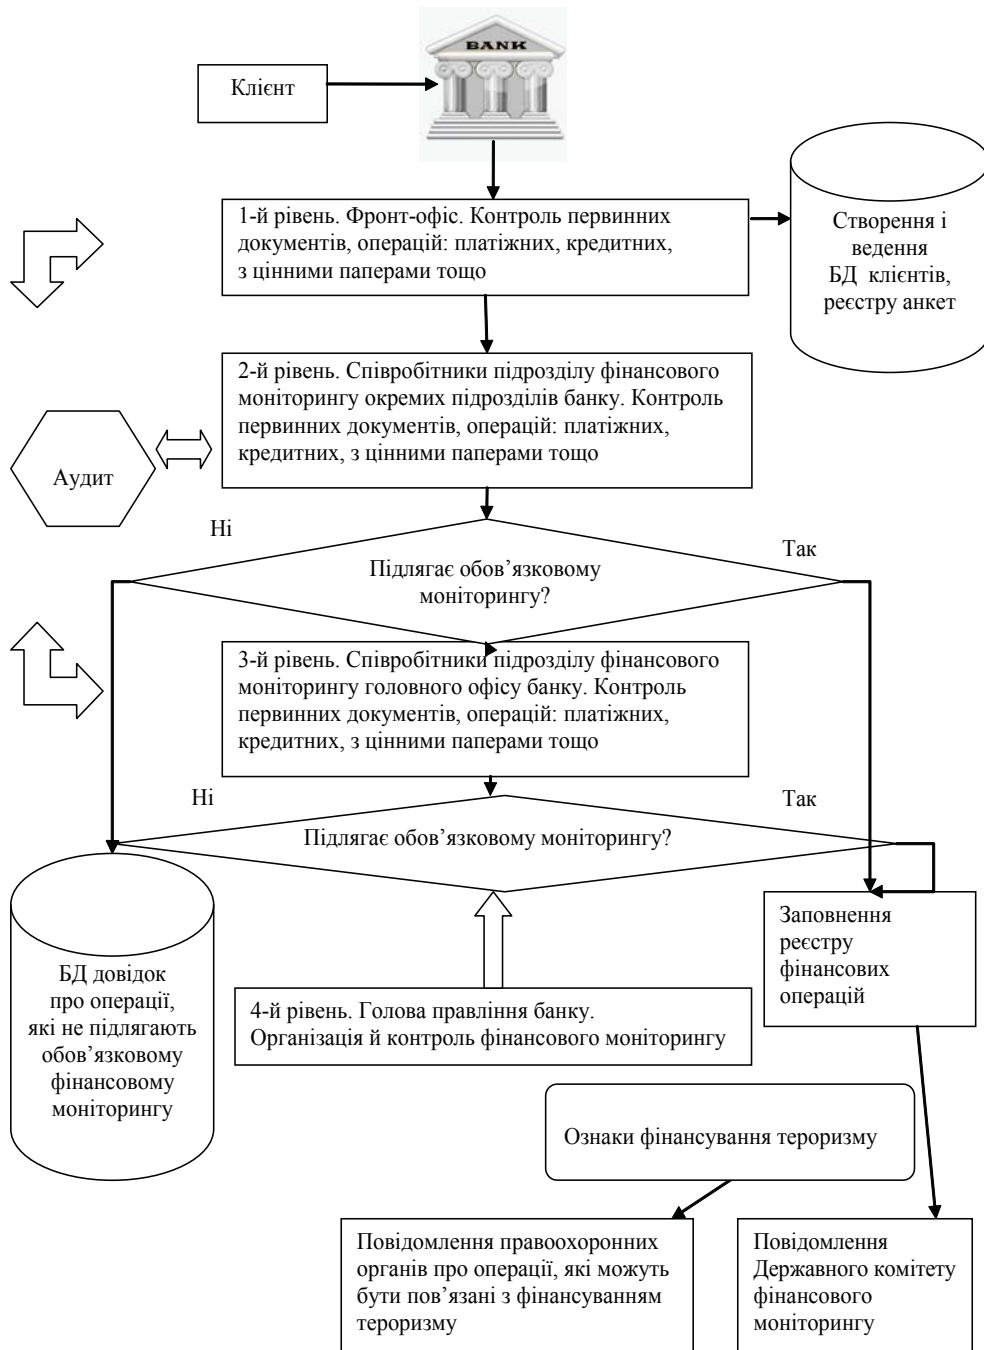 BANK
Клієнт
1-й рівень. Фронт-офіс. Контроль первинних
документів, операцій: платіжних, кредитних,
з цінними паперами тощо
Створення і
ведення
БД клієнтів,
реєстру анкет
2-й рівень. Співробітники підрозділу фінансового
моніторингу окремих підрозділів банку. Контроль
первинних документів, операцій: платіжних,
кредитних, з цінними паперами тощо
Аудит
Ні
Так
Підлягає обов’язковому
моніторингу?
3-й рівень. Співробітники підрозділу фінансового
моніторингу головного офісу банку. Контроль
первинних документів, операцій: платіжних,
кредитних, з цінними паперами тощо
Ні
Так
Підлягає обов’язковому моніторингу?
Заповнення
реєстру
фінансових
операцій
БД довідок
про операції,
які не підлягають
обов’язковому
фінансовому
моніторингу
4-й рівень. Голова правління банку.
Організація й контроль фінансового моніторингу
Ознаки фінансування тероризму
Повідомлення правоохоронних
органів про операції, які можуть
бути пов’язані з фінансуванням
тероризму
Повідомлення
Державного комітету
фінансового
моніторингу